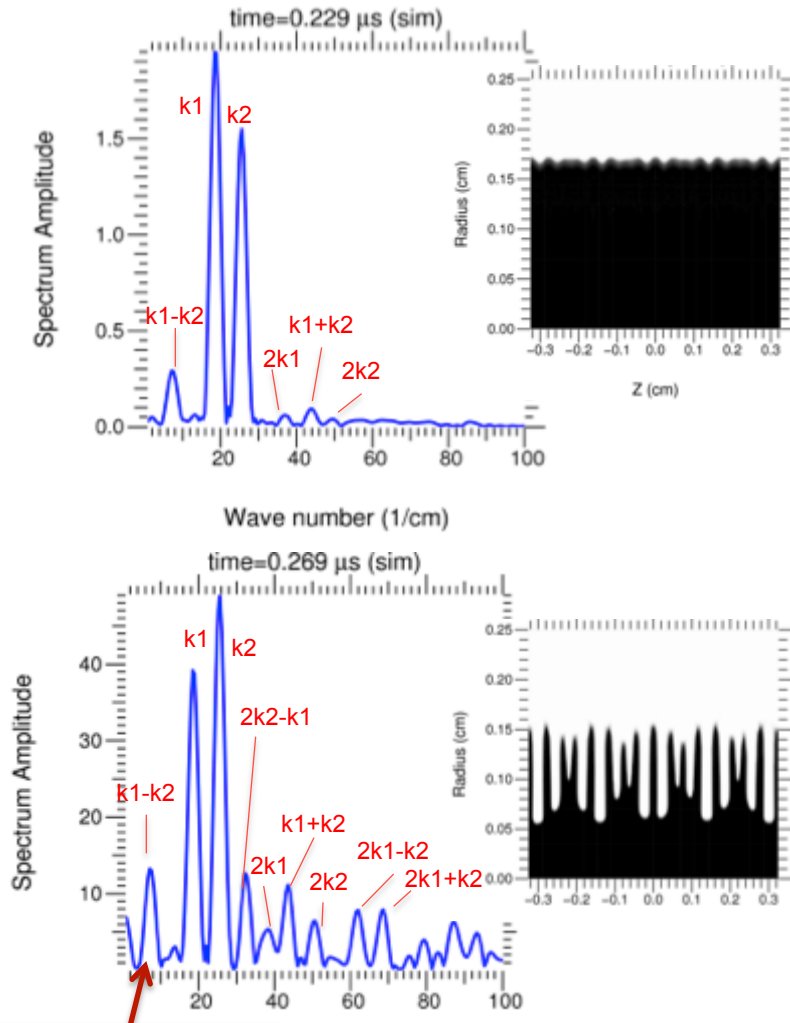 time=0.229 μs (sim)
k1
k2
k1-k2
2k1
k1+k2
2k2
Spectrum Amplitude
1.5
1.0
0.5
0.0
20
40
60
80
100
Wave number (1/cm)
Radius (cm)
0.25
0.20
0.15
0.10
0.05
0.00
−0.3
−0.2
−0.1
0.0
0.1
0.2
0.3
Z (cm)
time=0.269 μs (sim)
k1
k2
2k2-k1
k1-k2
2k1
k1+k2
2k2
2k1-k2
2k1+k2
Spectrum Amplitude
40
30
20
10
20
40
60
80
100
Radius (cm)
0.25
0.20
0.15
0.10
0.05
0.00
−0.3
−0.2
−0.1
0.0
0.1
0.2
0.3